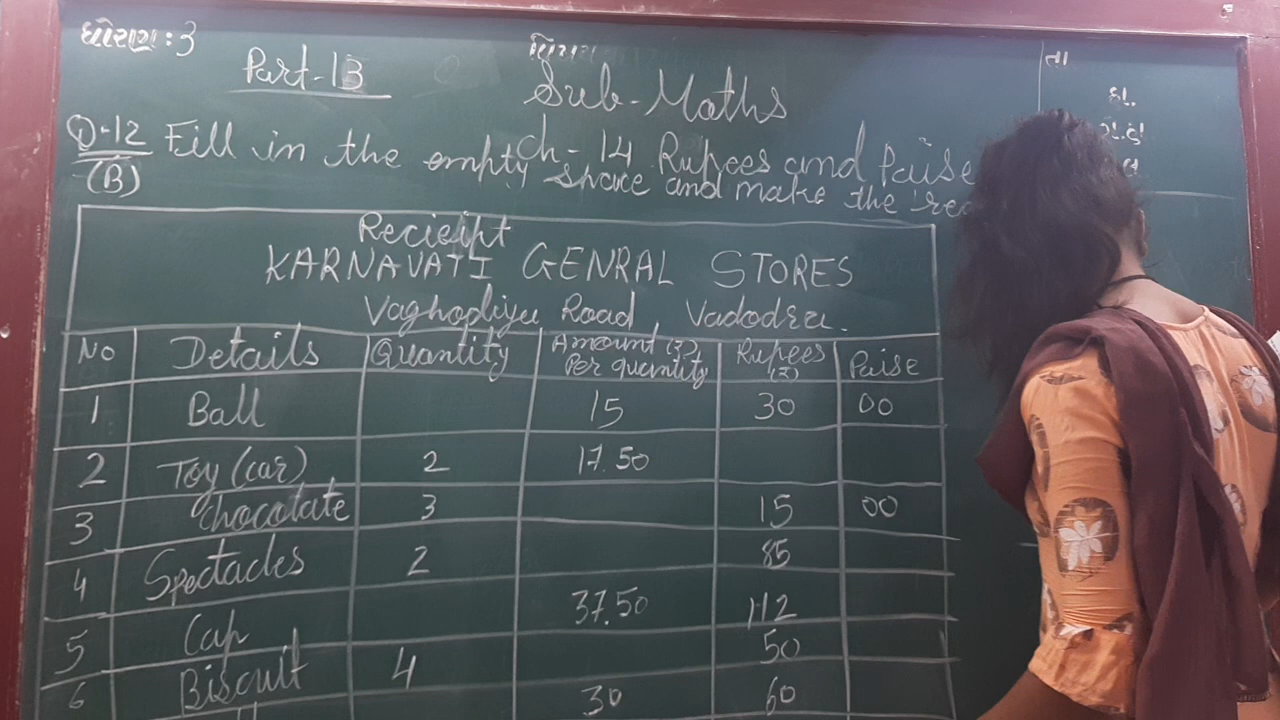 ધોરણ : 3
Part-13
Sub-Maths
તા
Q-12 Fill in the empty space and make the
(B)
ch-14 Rupees and Paise
Reciept
KARNAVATI GENRAL STORES
Vaghodiya Road, Vadodra.
No Details Quantity Amount (₹) Per quantity Rupees (₹) Paise
1 Ball 15 30 00
2 Toy (car) 2 17.50
3 chocolate 3 15 00
4 Spectacles 2 85
5 Cap 37.50 112
6 Biscuit 4 50
30 60